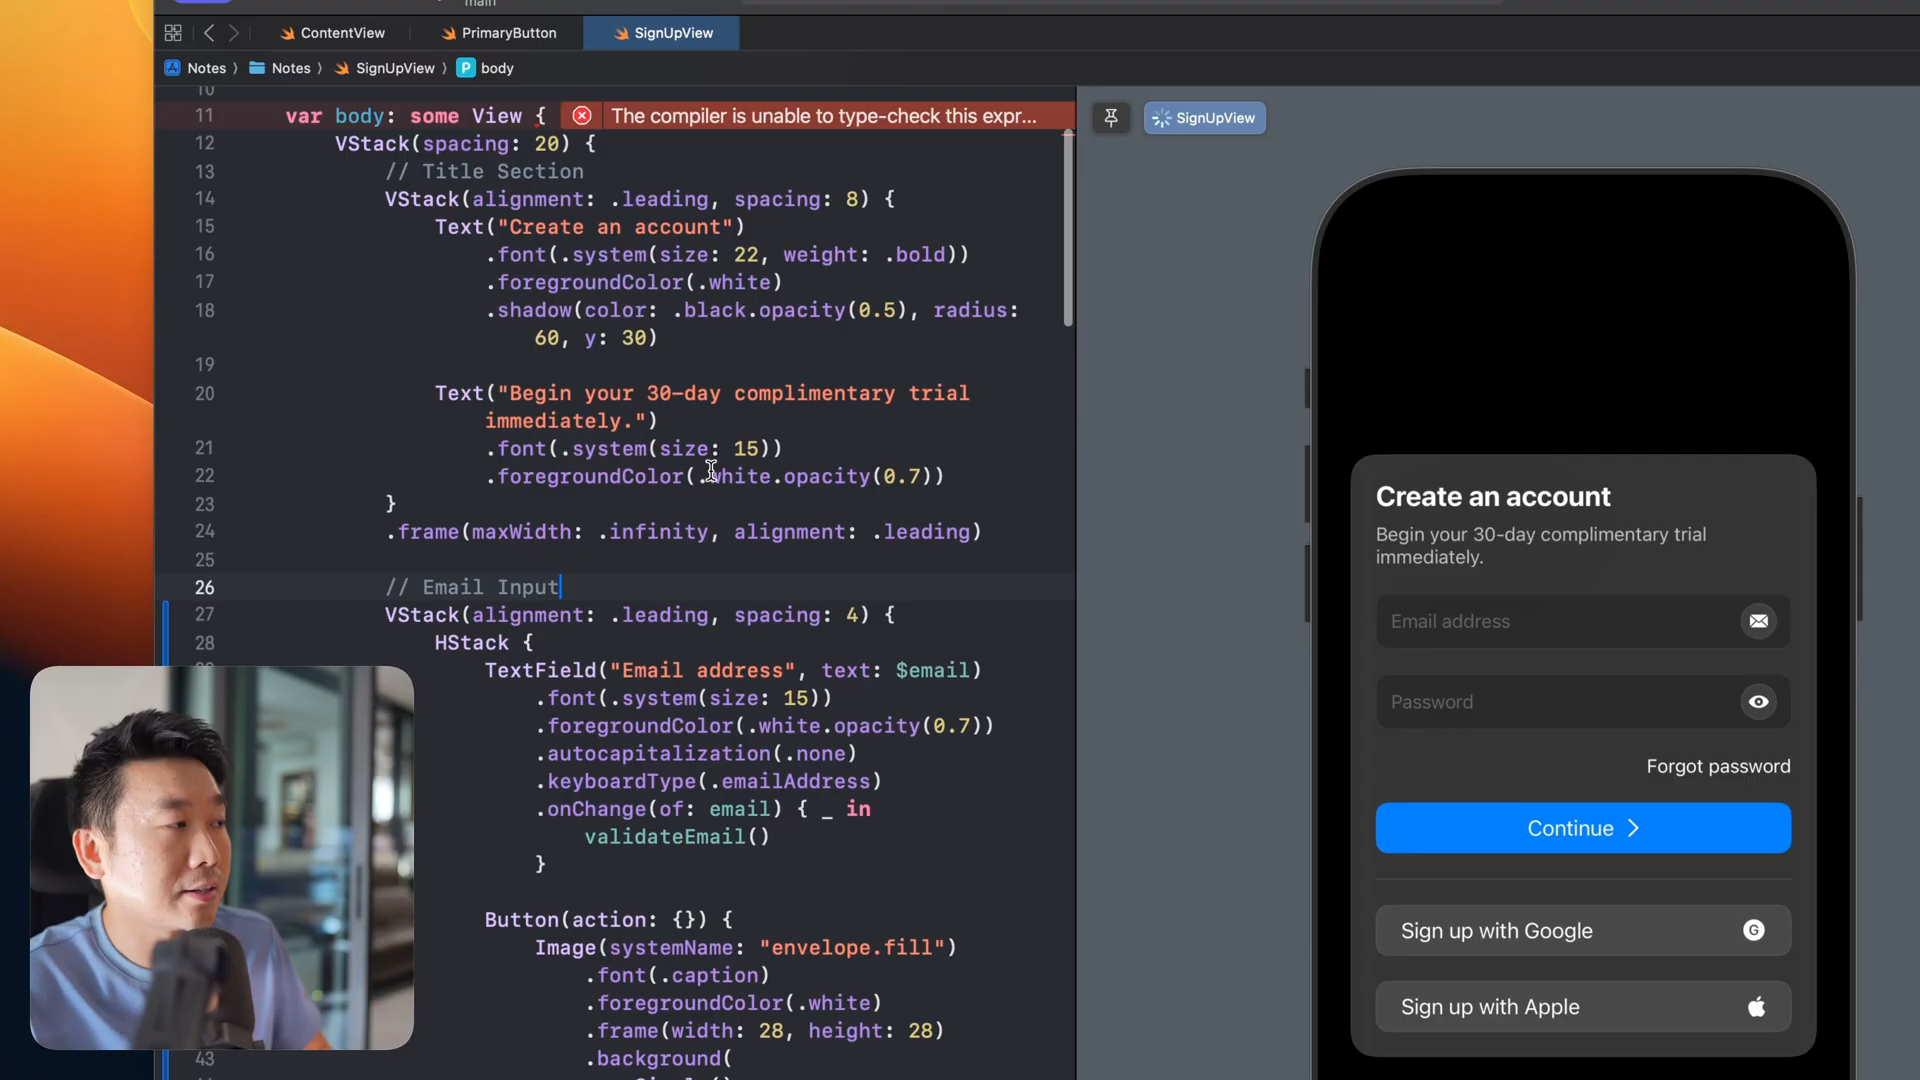 main
ContentView
PrimaryButton
SignUpView
Notes
Notes
SignUpView
P body
10
11 var body: some View { The compiler is unable to type-check this expr...
12 VStack(spacing: 20) {
13 // Title Section
14 VStack(alignment: .leading, spacing: 8) {
15 Text("Create an account")
16 .font(.system(size: 22, weight: .bold))
17 .foregroundColor(.white)
18 .shadow(color: .black.opacity(0.5), radius:
60, y: 30)
19
20 Text("Begin your 30-day complimentary trial
immediately.")
21 .font(.system(size: 15))
22 .foregroundColor(.white.opacity(0.7))
23 }
24 .frame(maxWidth: .infinity, alignment: .leading)
25
26 // Email Input
27 VStack(alignment: .leading, spacing: 4) {
28 HStack {
TextField("Email address", text: $email)
.font(.system(size: 15))
.foregroundColor(.white.opacity(0.7))
.autocapitalization(.none)
.keyboardType(.emailAddress)
.onChange(of: email) { _ in
validateEmail()
}
Button(action: {}) {
Image(systemName: "envelope.fill")
.font(.caption)
.foregroundColor(.white)
.frame(width: 28, height: 28)
43 .background(
SignUpView
Create an account
Begin your 30-day complimentary trial
immediately.
Email address
Password
Forgot password
Continue
Sign up with Google
G
Sign up with Apple